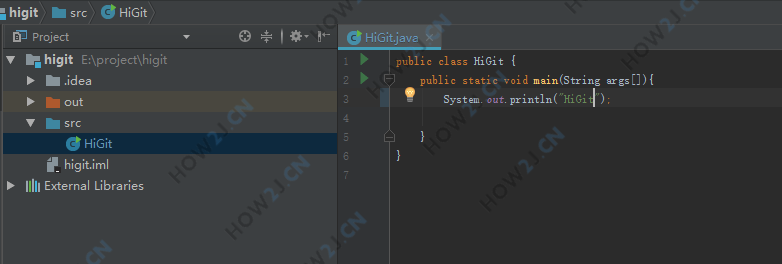 higit src HiGit
Project
higit E:\project\higit
.idea
out
src
HiGit
higit.iml
External Libraries
HiGit.java
1 public class HiGit {
2 public static void main(String args[]){
3 System.out.println("HiGit");
4
5 }
6 }
7
HOW2J.CN
HOW2J.CN
HOW2J.CN
HOW2J.CN
HOW2J.CN
HOW2J.CN